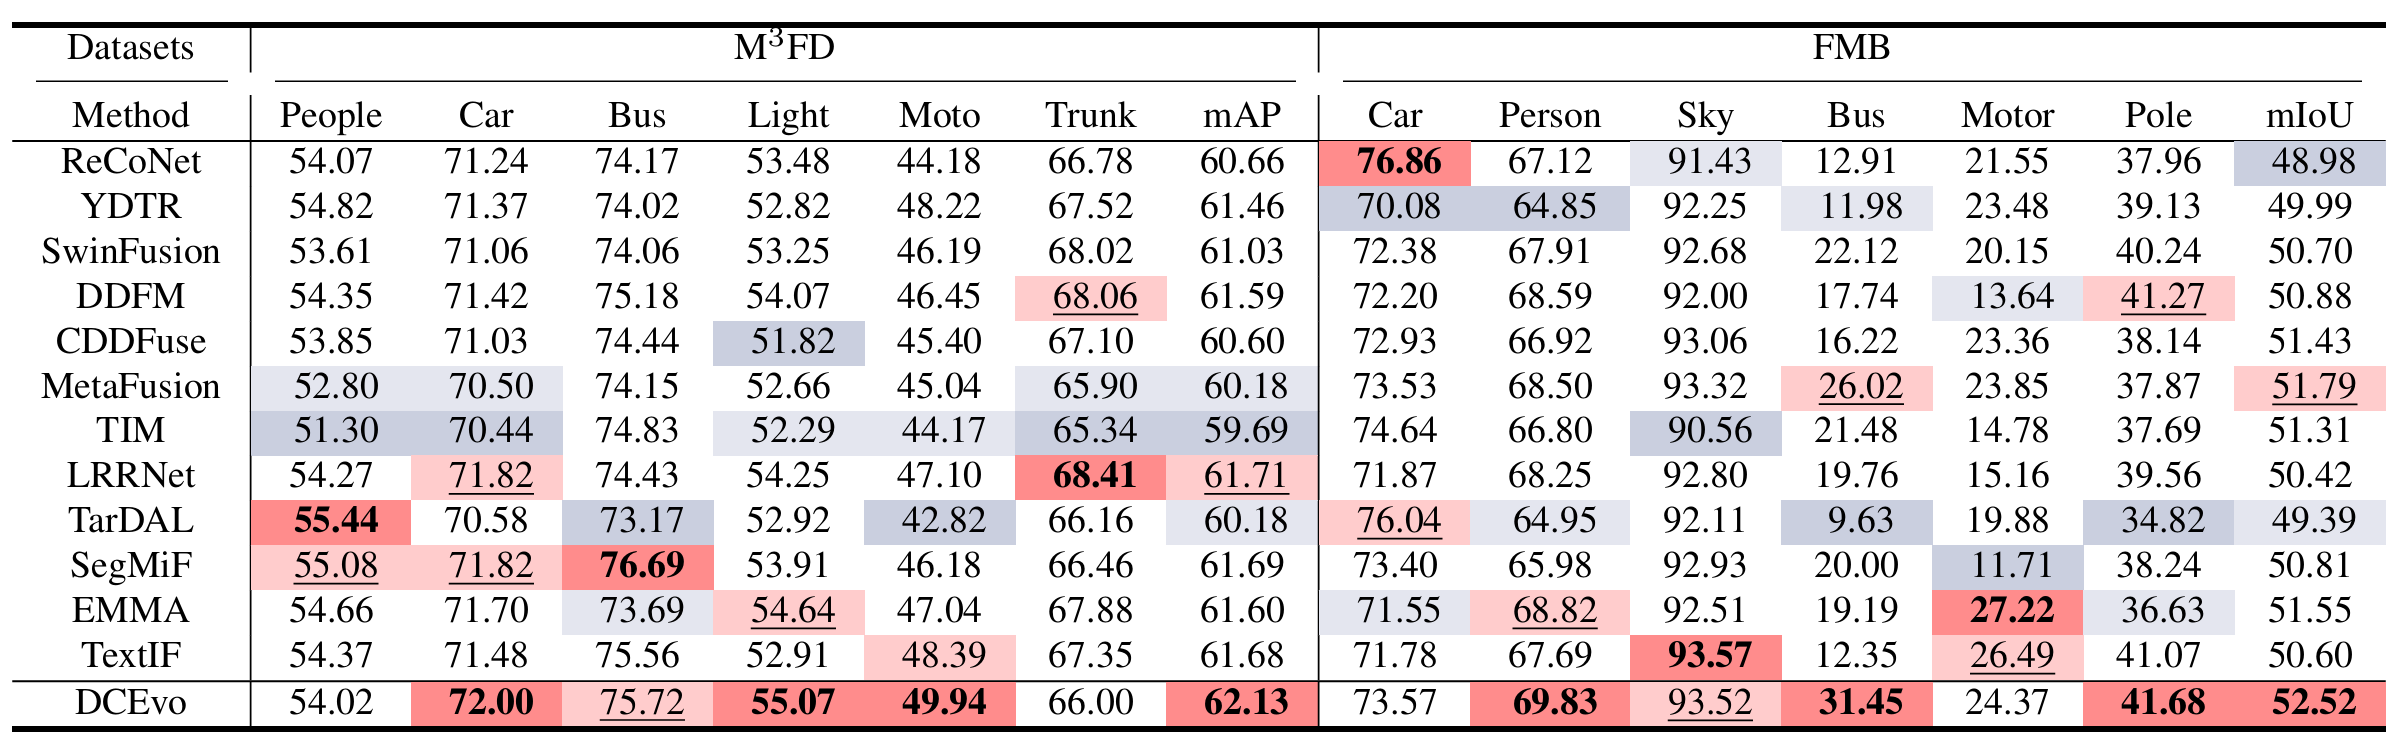 Datasets M³FD FMB
Method People Car Bus Light Moto Trunk mAP Car Person Sky Bus Motor Pole mIoU
ReCoNet 54.07 71.24 74.17 53.48 44.18 66.78 60.66 76.86 67.12 91.43 12.91 21.55 37.96 48.98
YDTR 54.82 71.37 74.02 52.82 48.22 67.52 61.46 70.08 64.85 92.25 11.98 23.48 39.13 49.99
SwinFusion 53.61 71.06 74.06 53.25 46.19 68.02 61.03 72.38 67.91 92.68 22.12 20.15 40.24 50.70
DDFM 54.35 71.42 75.18 54.07 46.45 68.06 61.59 72.20 68.59 92.00 17.74 13.64 41.27 50.88
CDDFuse 53.85 71.03 74.44 51.82 45.40 67.10 60.60 72.93 66.92 93.06 16.22 23.36 38.14 51.43
MetaFusion 52.80 70.50 74.15 52.66 45.04 65.90 60.18 73.53 68.50 93.32 26.02 23.85 37.87 51.79
TIM 51.30 70.44 74.83 52.29 44.17 65.34 59.69 74.64 66.80 90.56 21.48 14.78 37.69 51.31
LRRNet 54.27 71.82 74.43 54.25 47.10 68.41 61.71 71.87 68.25 92.80 19.76 15.16 39.56 50.42
TarDAL 55.44 70.58 73.17 52.92 42.82 66.16 60.18 76.04 64.95 92.11 9.63 19.88 34.82 49.39
SegMiF 55.08 71.82 76.69 53.91 46.18 66.46 61.69 73.40 65.98 92.93 20.00 11.71 38.24 50.81
EMMA 54.66 71.70 73.69 54.64 47.04 67.88 61.60 71.55 68.82 92.51 19.19 27.22 36.63 51.55
TextIF 54.37 71.48 75.56 52.91 48.39 67.35 61.68 71.78 67.69 93.57 12.35 26.49 41.07 50.60
DCEvo 54.02 72.00 75.72 55.07 49.94 66.00 62.13 73.57 69.83 93.52 31.45 24.37 41.68 52.52